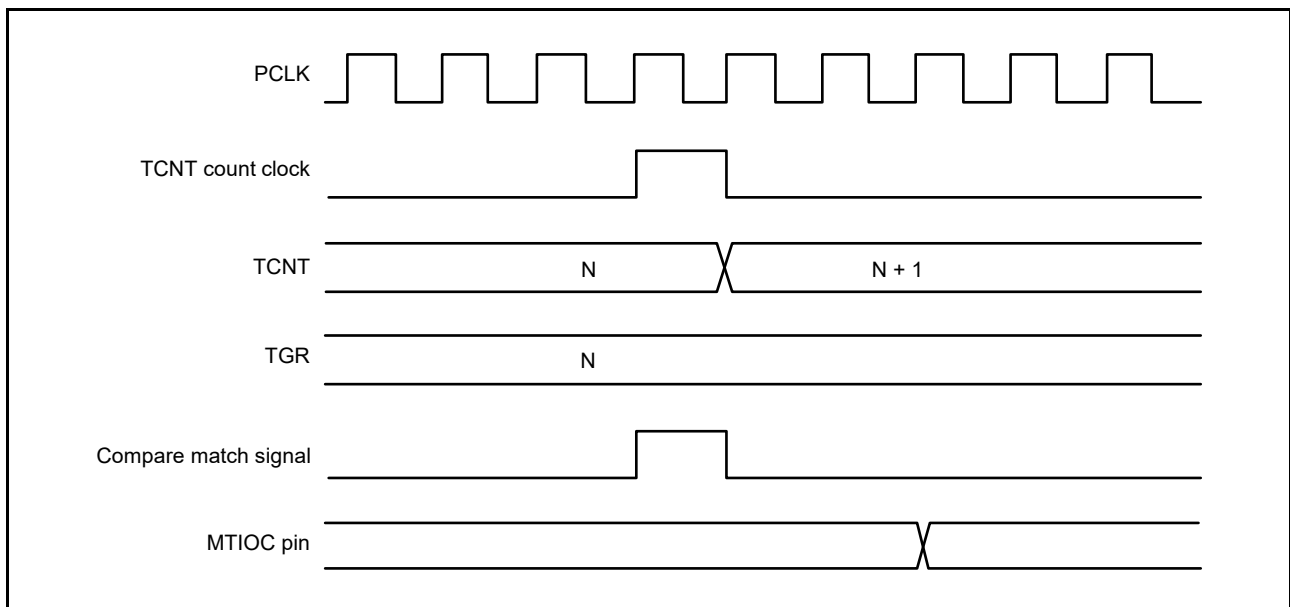 PCLK
TCNT count clock
TCNT
N
N + 1
TGR
N
Compare match signal
MTIOC pin